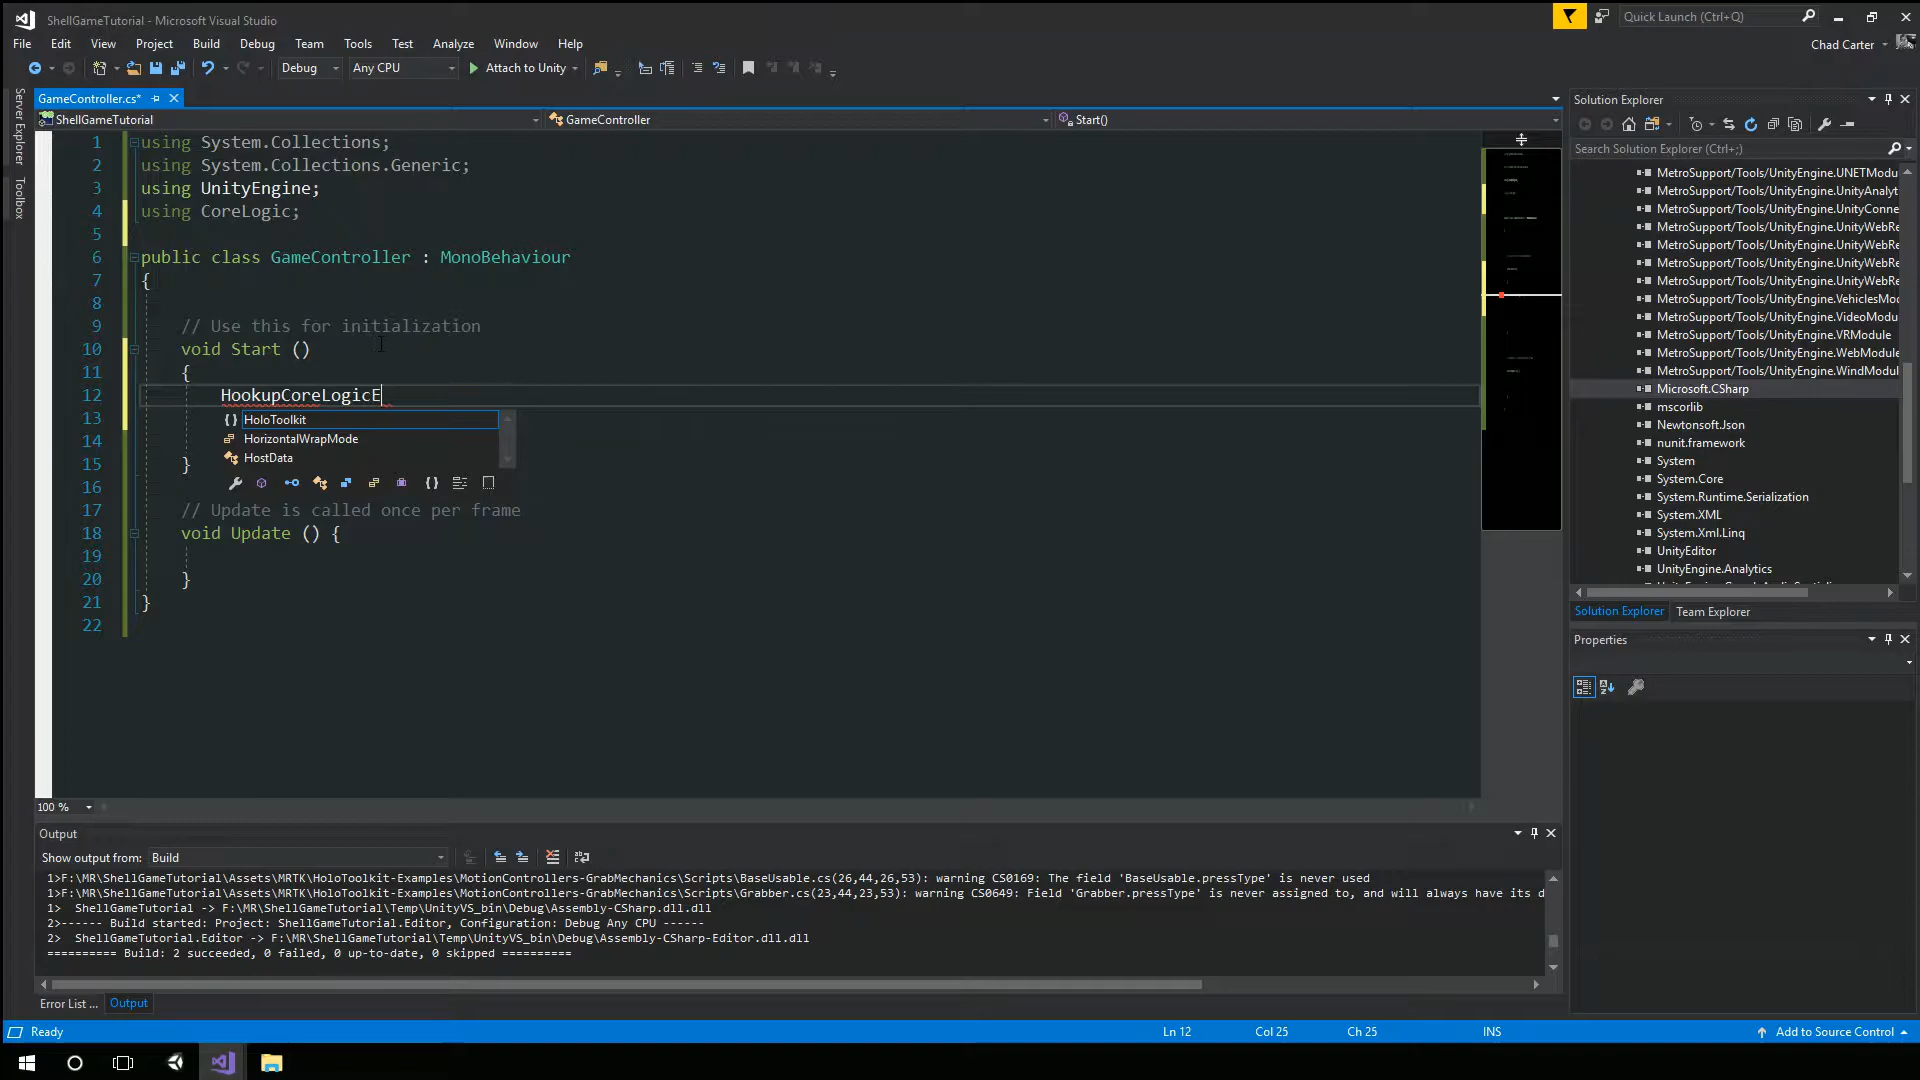 ShellGameTutorial - Microsoft Visual Studio
Quick Launch (Ctrl+Q)
File Edit View Project Build Debug Team Tools Test Analyze Window Help
Chad Carter
Debug Any CPU Attach to Unity
GameController.cs*
Solution Explorer
ShellGameTutorial GameController Start()
Search Solution Explorer (Ctrl+;)
Server Explorer
Toolbox
1 using System.Collections;
2 using System.Collections.Generic;
3 using UnityEngine;
4 using CoreLogic;
5
6 public class GameController : MonoBehaviour
7 {
8
9 // Use this for initialization
10 void Start ()
11 {
12 HookupCoreLogicE
13
14
15 }
16
17 // Update is called once per frame
18 void Update () {
19
20 }
21 }
22
HoloToolkit
HorizontalWrapMode
HostData
MetroSupport/Tools/UnityEngine.UNETModu
MetroSupport/Tools/UnityEngine.UnityAnalyt
MetroSupport/Tools/UnityEngine.UnityConne
MetroSupport/Tools/UnityEngine.UnityWebRe
MetroSupport/Tools/UnityEngine.UnityWebRe
MetroSupport/Tools/UnityEngine.UnityWebRe
MetroSupport/Tools/UnityEngine.UnityWebRe
MetroSupport/Tools/UnityEngine.VehiclesMod
MetroSupport/Tools/UnityEngine.VideoModu
MetroSupport/Tools/UnityEngine.VRModule
MetroSupport/Tools/UnityEngine.WebModule
MetroSupport/Tools/UnityEngine.WindModul
Microsoft.CSharp
mscorlib
Newtonsoft.Json
nunit.framework
System
System.Core
System.Runtime.Serialization
System.XML
System.Xml.Linq
UnityEditor
UnityEngine.Analytics
Solution Explorer Team Explorer
Properties
100 %
Output
Show output from: Build
1>F:\MR\ShellGameTutorial\Assets\MRTK\HoloToolkit-Examples\MotionControllers-GrabMechanics\Scripts\BaseUsable.cs(26,44,26,53): warning CS0169: The field 'BaseUsable.pressType' is never used
1>F:\MR\ShellGameTutorial\Assets\MRTK\HoloToolkit-Examples\MotionControllers-GrabMechanics\Scripts\Grabber.cs(23,44,23,53): warning CS0649: Field 'Grabber.pressType' is never assigned to, and will always have its d
1> ShellGameTutorial -> F:\MR\ShellGameTutorial\Temp\UnityVS_bin\Debug\Assembly-CSharp.dll.dll
2>------ Build started: Project: ShellGameTutorial.Editor, Configuration: Debug Any CPU ------
2> ShellGameTutorial.Editor -> F:\MR\ShellGameTutorial\Temp\UnityVS_bin\Debug\Assembly-CSharp-Editor.dll.dll
========== Build: 2 succeeded, 0 failed, 0 up-to-date, 0 skipped ==========
Error List ... Output
Ready Ln 12 Col 25 Ch 25 INS Add to Source Control